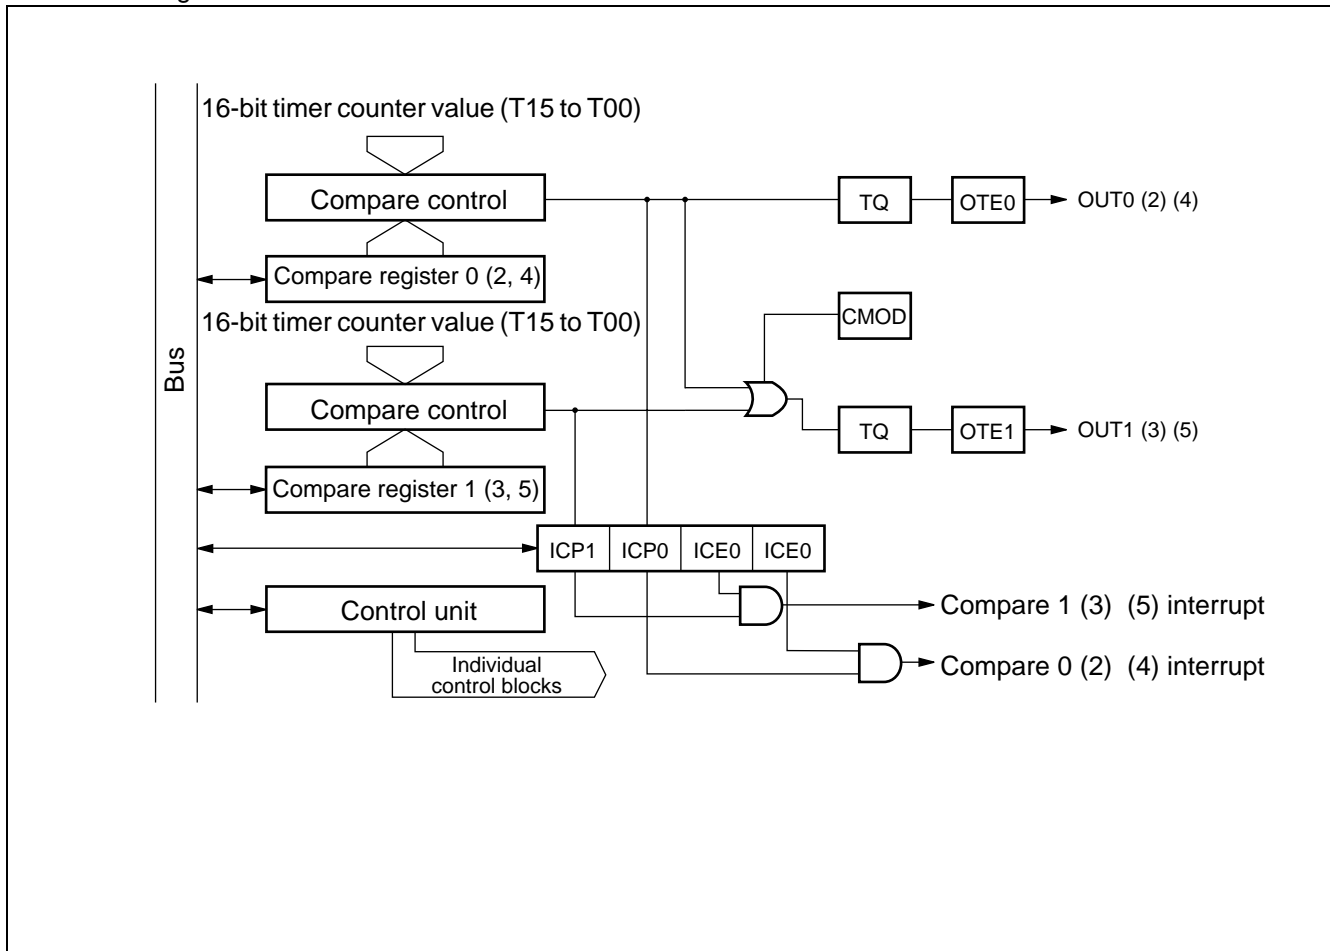 16-bit timer counter value (T15 to T00)
Compare control
TQ
OTE0
OUT0 (2) (4)
Compare register 0 (2, 4)
CMOD
16-bit timer counter value (T15 to T00)
Bus
Compare control
TQ
OTE1
OUT1 (3) (5)
Compare register 1 (3, 5)
ICP1
ICP0
ICE0
ICE0
Control unit
Compare 1 (3) (5) interrupt
Individual
control blocks
Compare 0 (2) (4) interrupt